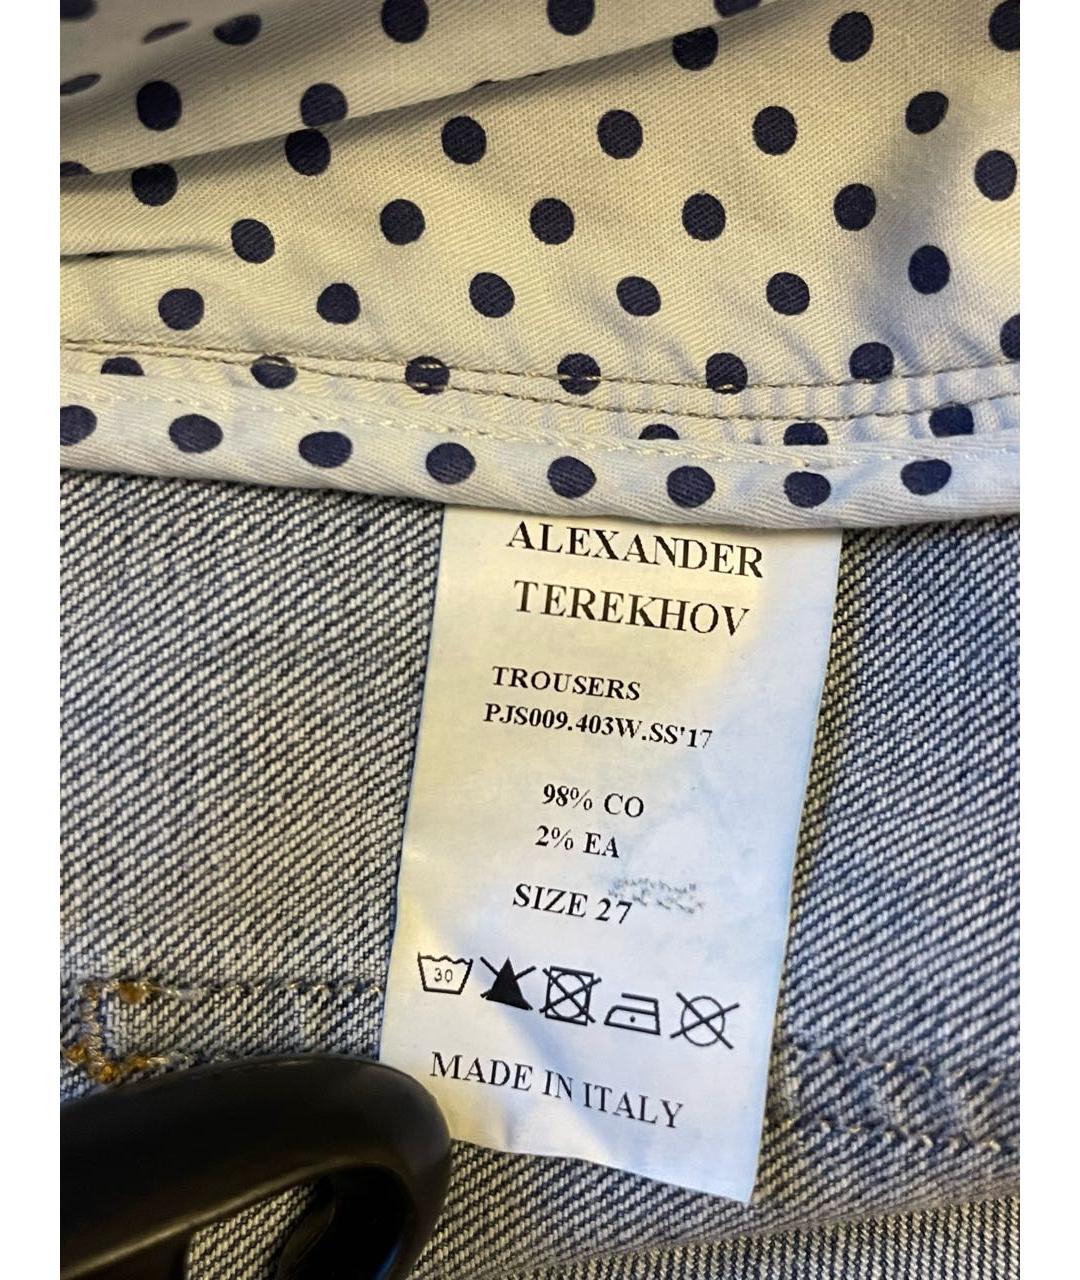 ALEXANDER
TEREKHOV
TROUSERS
PJS009.403W.SS'17
98% CO
2% EA
SIZE 27
30
MADE IN ITALY